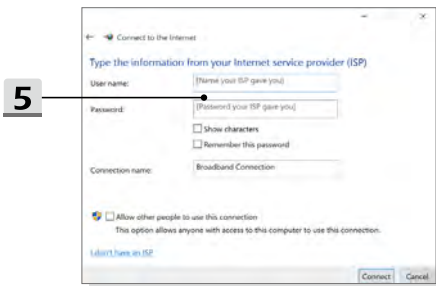 Connect to the Internet
Type the information from your Internet service provider (ISP)
User name:
[Name your ISP gave you]
5
Password:
[Password your ISP gave you]
Show characters
Remember this password
Connection name:
Broadband Connection
Allow other people to use this connection
This option allows anyone with access to this computer to use this connection.
I don't have an ISP
Connect
Cancel